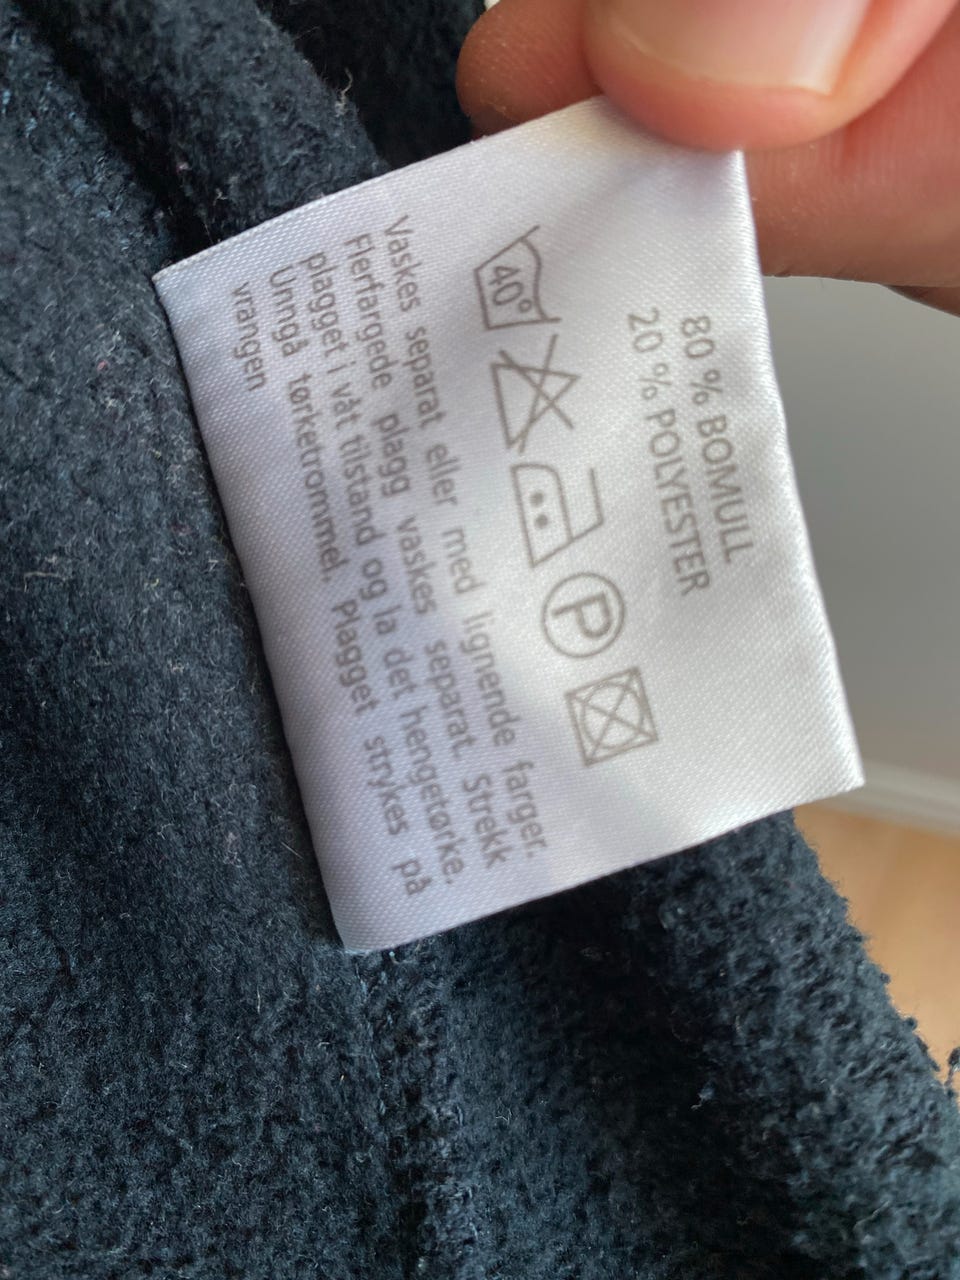 80 % BOMULL
20 % POLYESTER
40°
P
Vaskes separat eller med lignende farger.
Flerfargede plagg vaskes separat. Strekk
plagget i våt tilstand og la det hengetørke.
Unngå tørketrommel. Plagget strykes på
vrangen